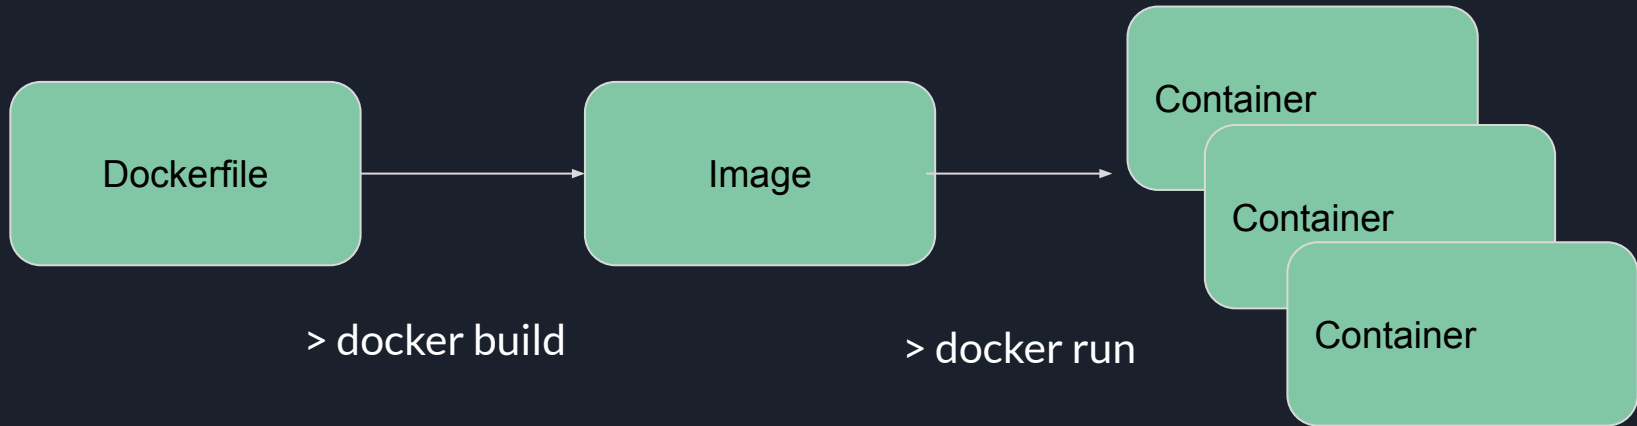 Dockerfile
Image
Container
Container
Container
> docker build
> docker run